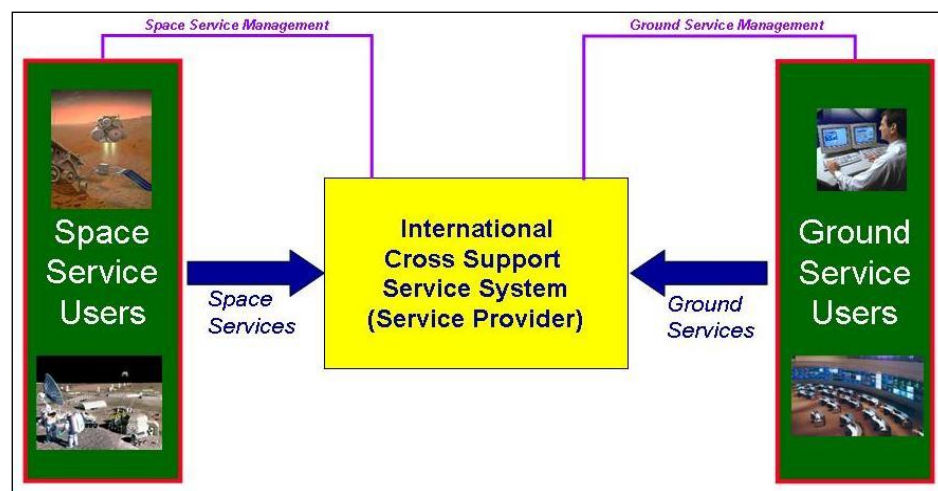 Space Service Management
Ground Service Management
Space
Service
Users
Space
Services
International
Cross Support
Service System
(Service Provider)
Ground
Services
Ground
Service
Users